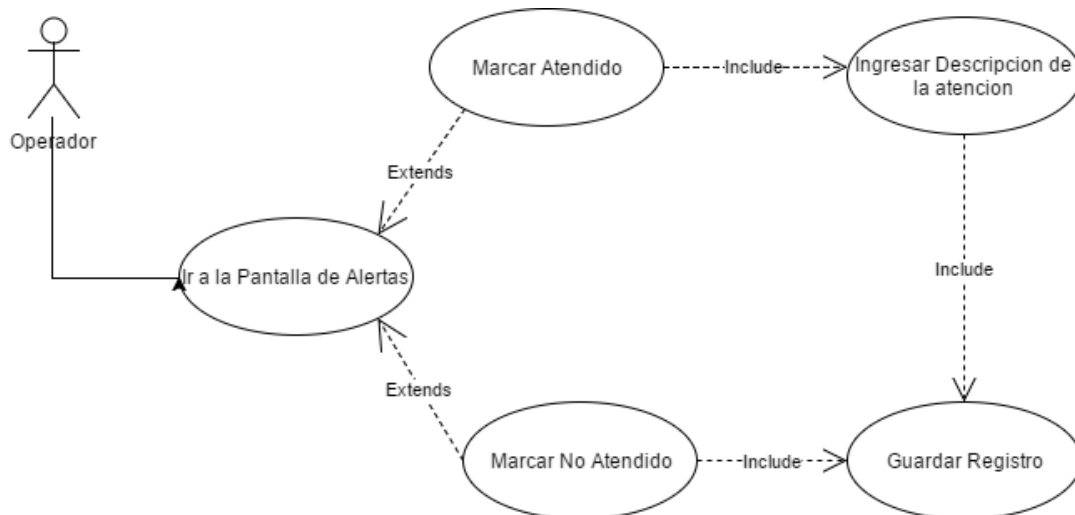 Operador
Marcar Atendido
Include
Ingresar Descripcion de
la atencion
Extends
Ir a la Pantalla de Alertas
Include
Extends
Marcar No Atendido
Include
Guardar Registro